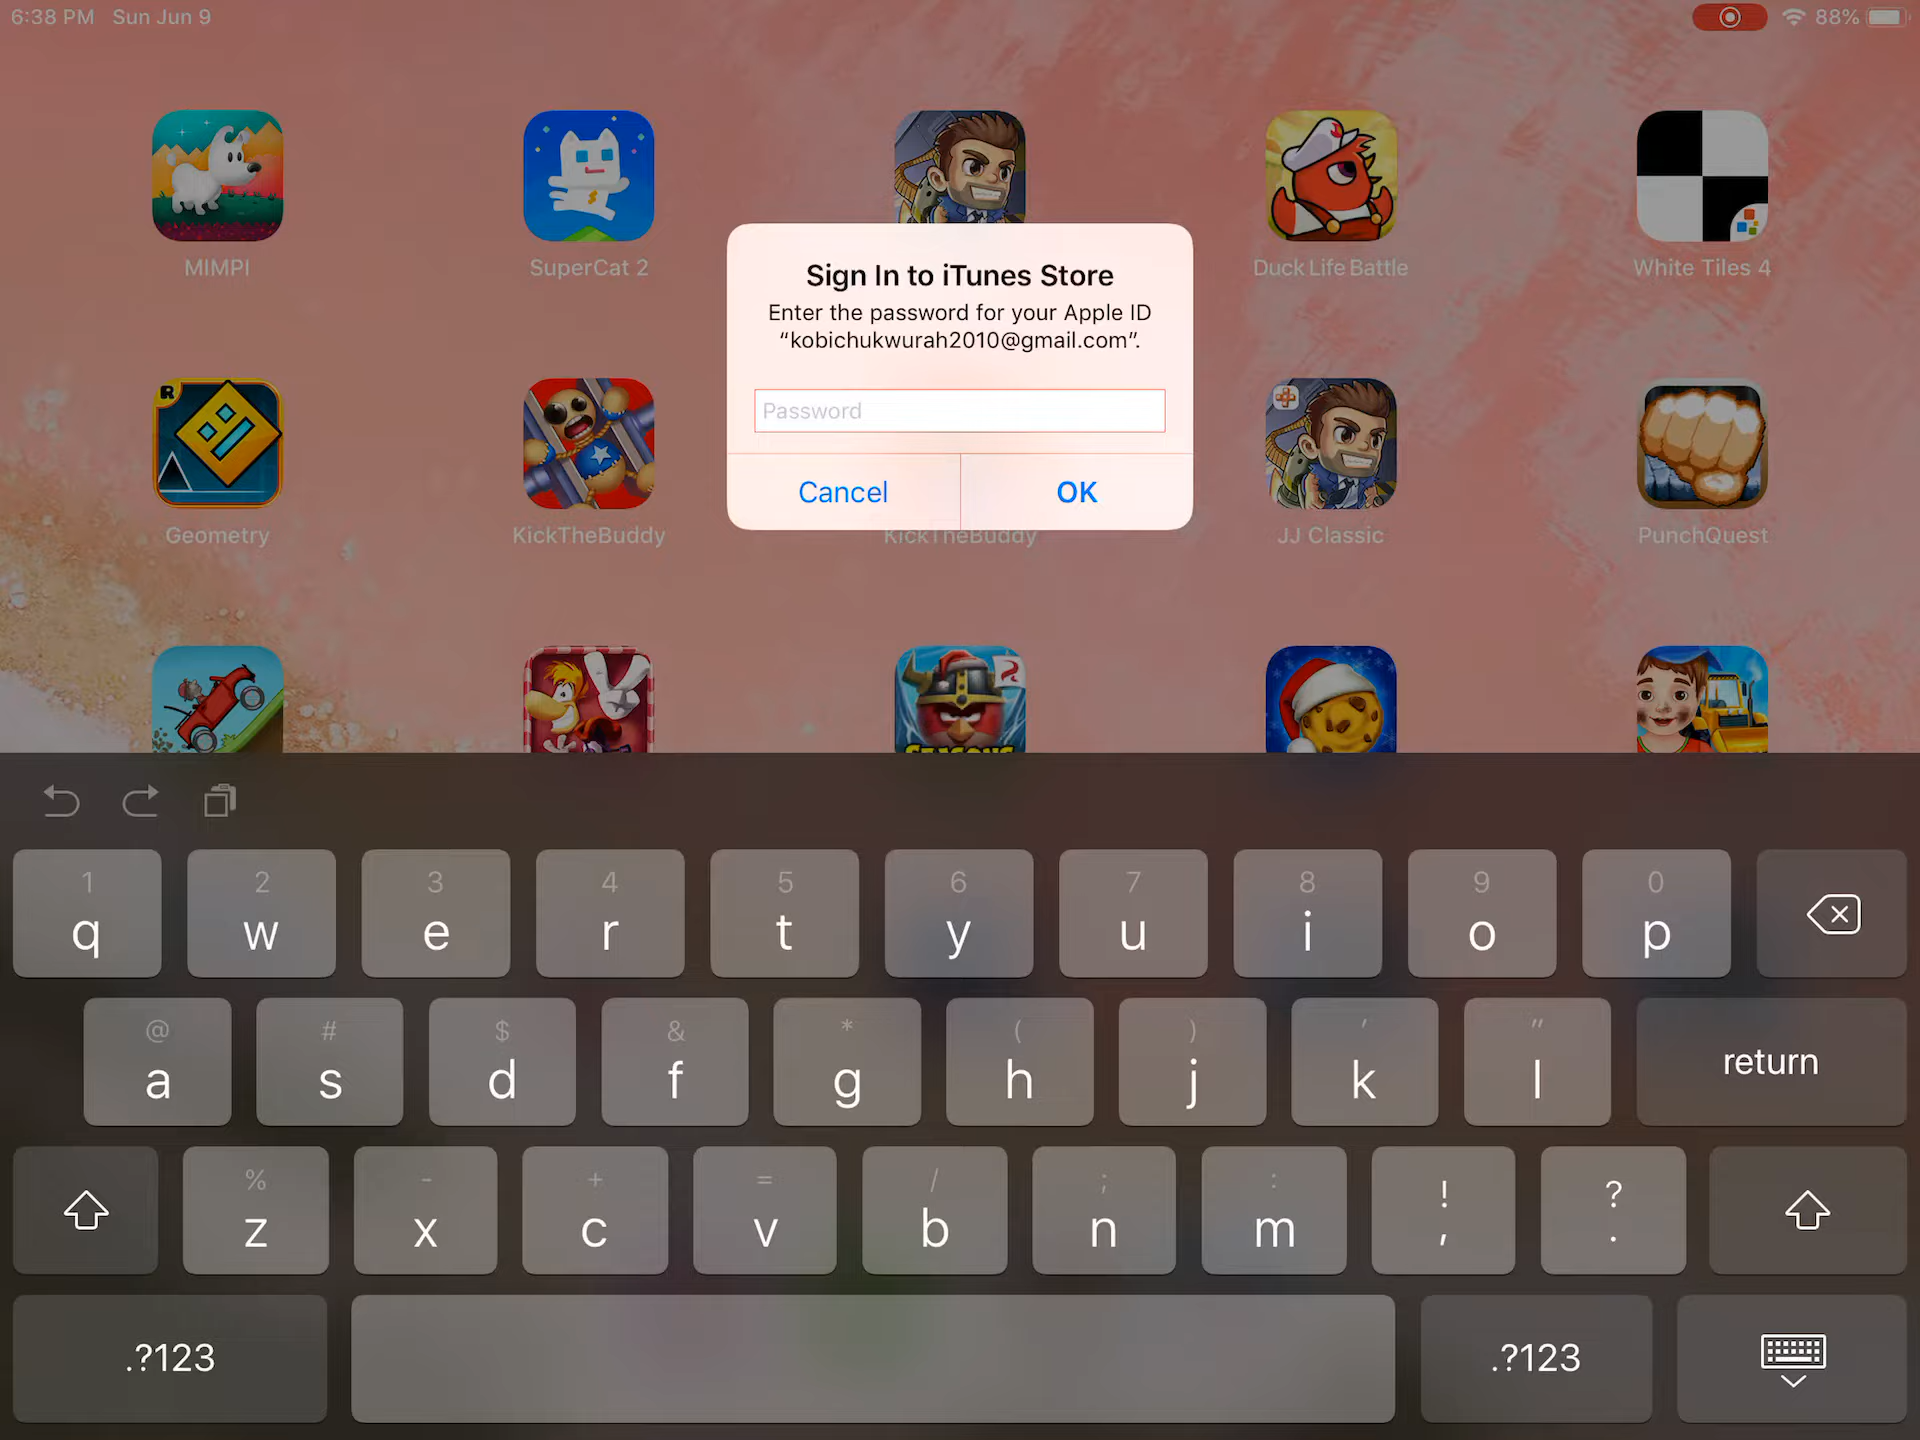 6:38 PM Sun Jun 9
88%
MIMPI
SuperCat 2
Duck Life Battle
White Tiles 4
Sign In to iTunes Store
Enter the password for your Apple ID
“kobichukwurah2010@gmail.com”.
Password
Cancel
OK
R
Geometry
KickTheBuddy
KickTheBuddy
JJ Classic
PunchQuest
1 2 3 4 5 6 7 8 9 0
q w e r t y u i o p
@ # $ & * ( ) ' "
a s d f g h j k l return
% - + = / ; : ! ?
z x c v b n m , .
.?123 .?123